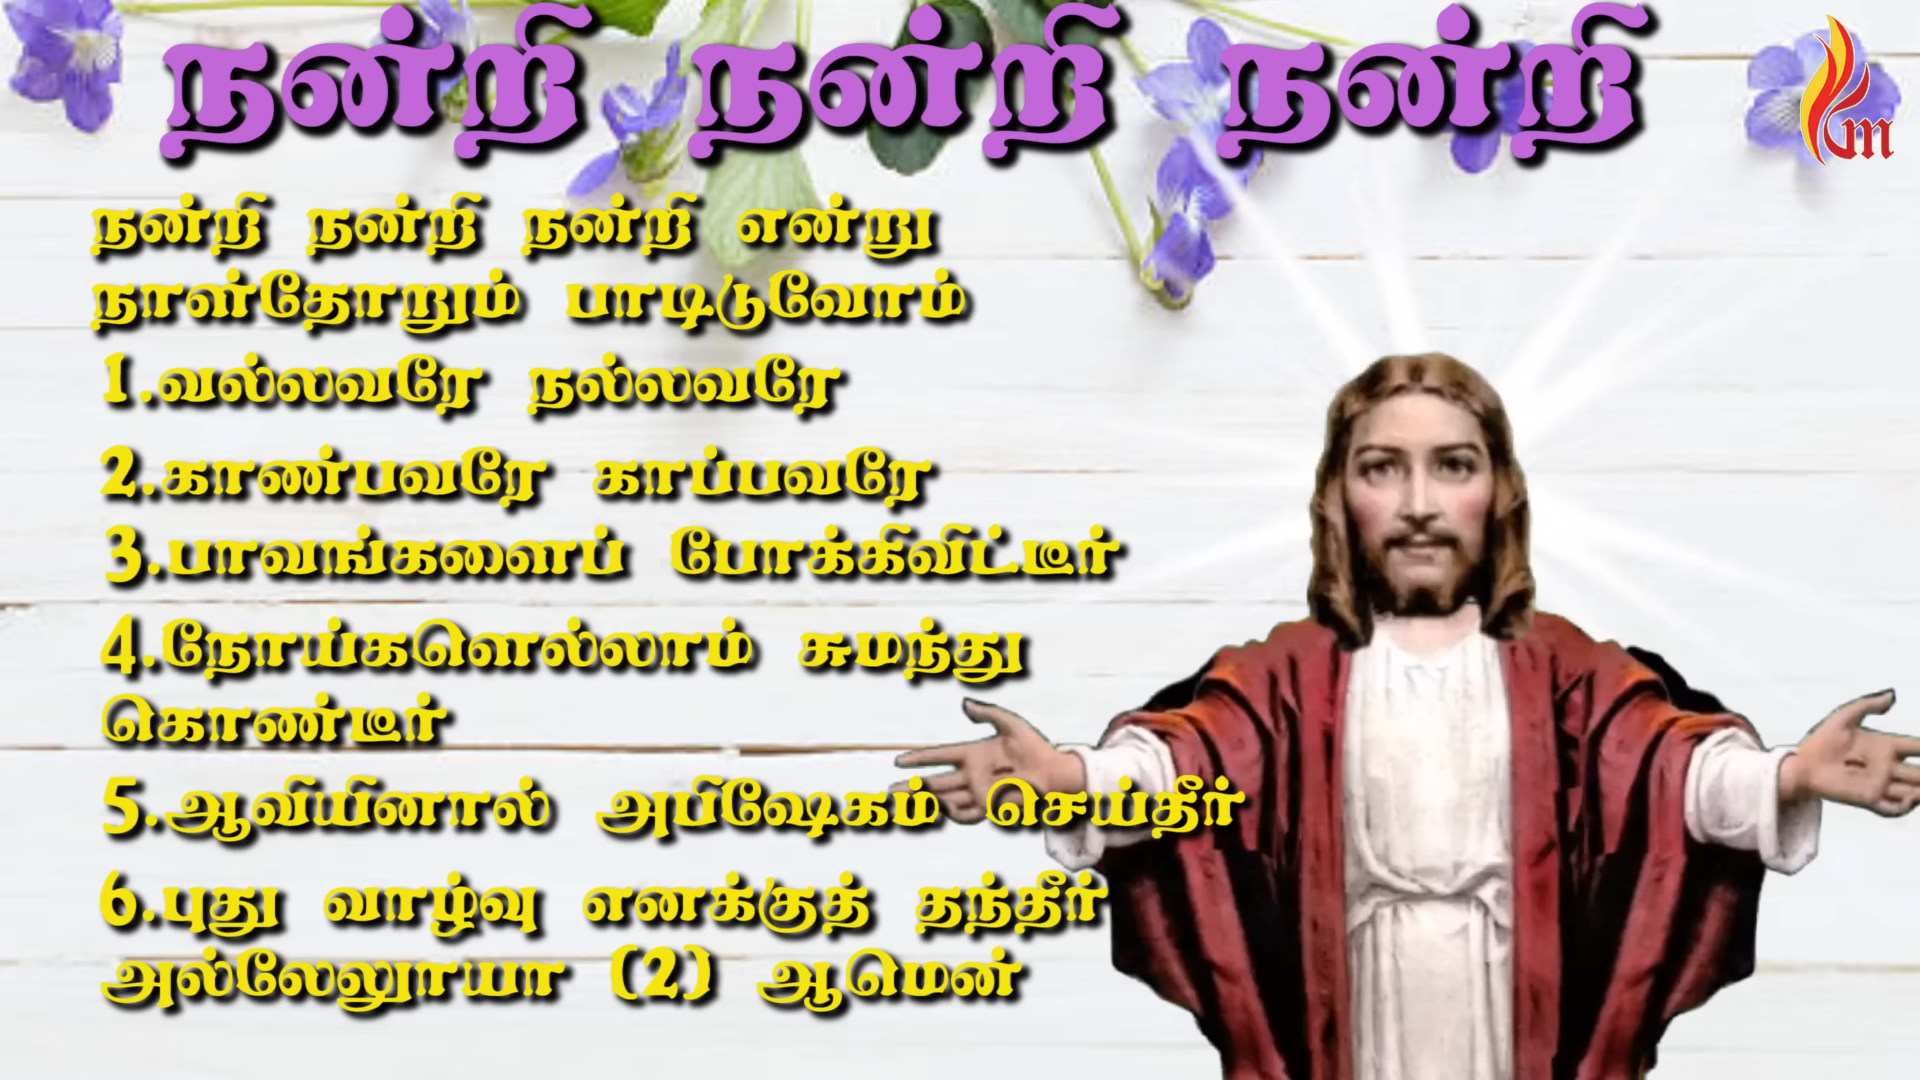 நன்றி நன்றி நன்றி
நன்றி நன்றி நன்றி என்று
நாள்தோறும் பாடிடுவோம்
1.வல்லவரே நல்லவரே
2.காண்பவரே காப்பவரே
3.பாவங்களைப் போக்கிவிட்டீர்
4.நோய்களெல்லாம் சுமந்து
கொண்டீர்
5.ஆவியினால் அபிஷேகம் செய்தீர்
6.புது வாழ்வு எனக்குத் தந்தீர்
அல்லேலூயா (2) ஆமென்